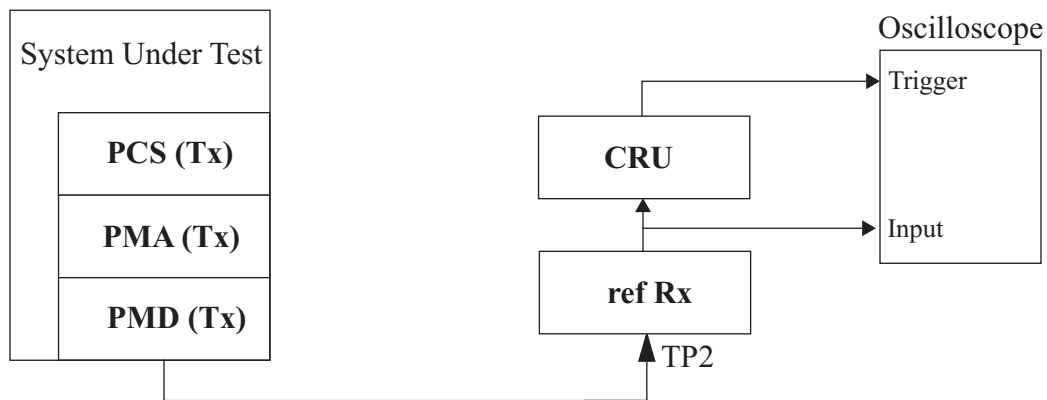 System Under Test
PCS (Tx)
PMA (Tx)
PMD (Tx)
CRU
ref Rx
TP2
Oscilloscope
Trigger
Input